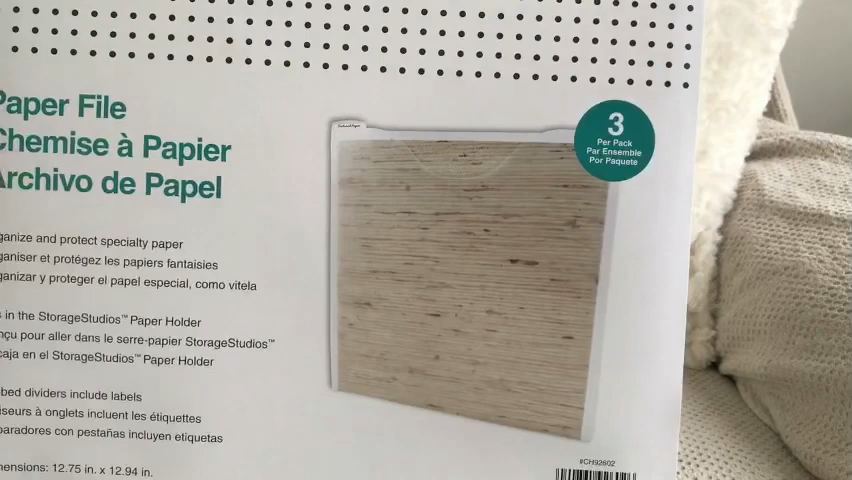 Paper File
Chemise à Papier
Archivo de Papel
3
Per Pack
Par Ensemble
Por Paquete
ganize and protect specialty paper
ganiser et protégez les papiers fantaisies
ganizar y proteger el papel especial, como vitela
s in the StorageStudios™ Paper Holder
nçu pour aller dans le serre-papier StorageStudios™
caja en el StorageStudios™ Paper Holder
bed dividers include labels
iseurs à onglets incluent les étiquettes
paradores con pestañas incluyen etiquetas
mensions: 12.75 in. x 12.94 in.
#CH92602